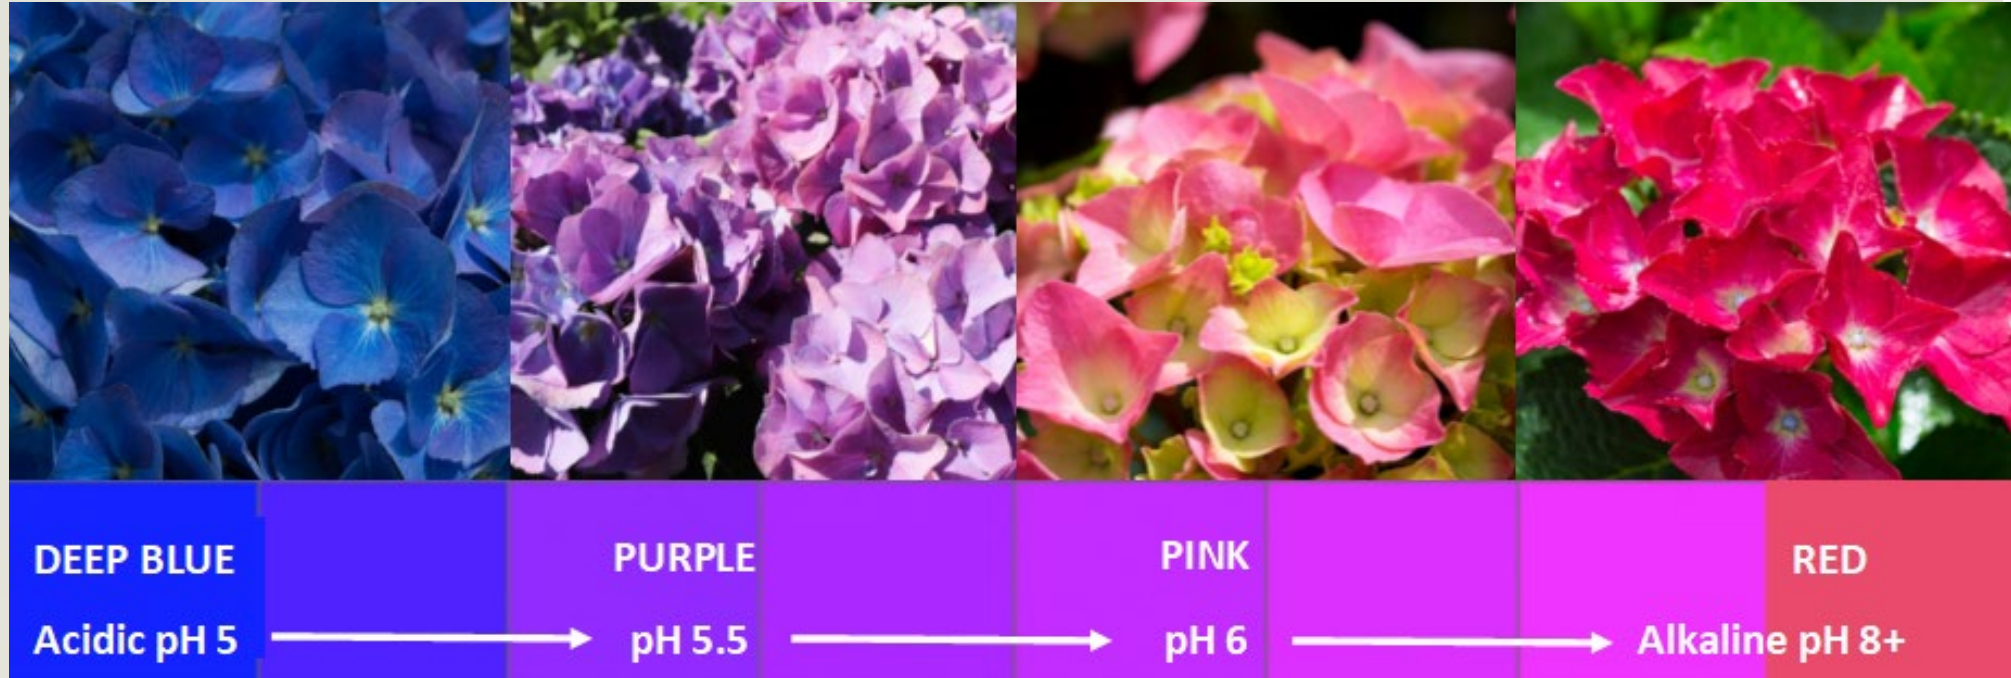 DEEP BLUE
PURPLE
PINK
RED
Acidic pH 5
pH 5.5
pH 6
Alkaline pH 8+